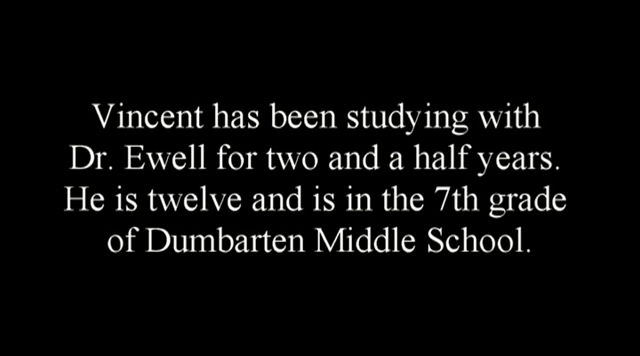 Vincent has been studying with
Dr. Ewell for two and a half years.
He is twelve and is in the 7th grade
of Dumbarten Middle School.